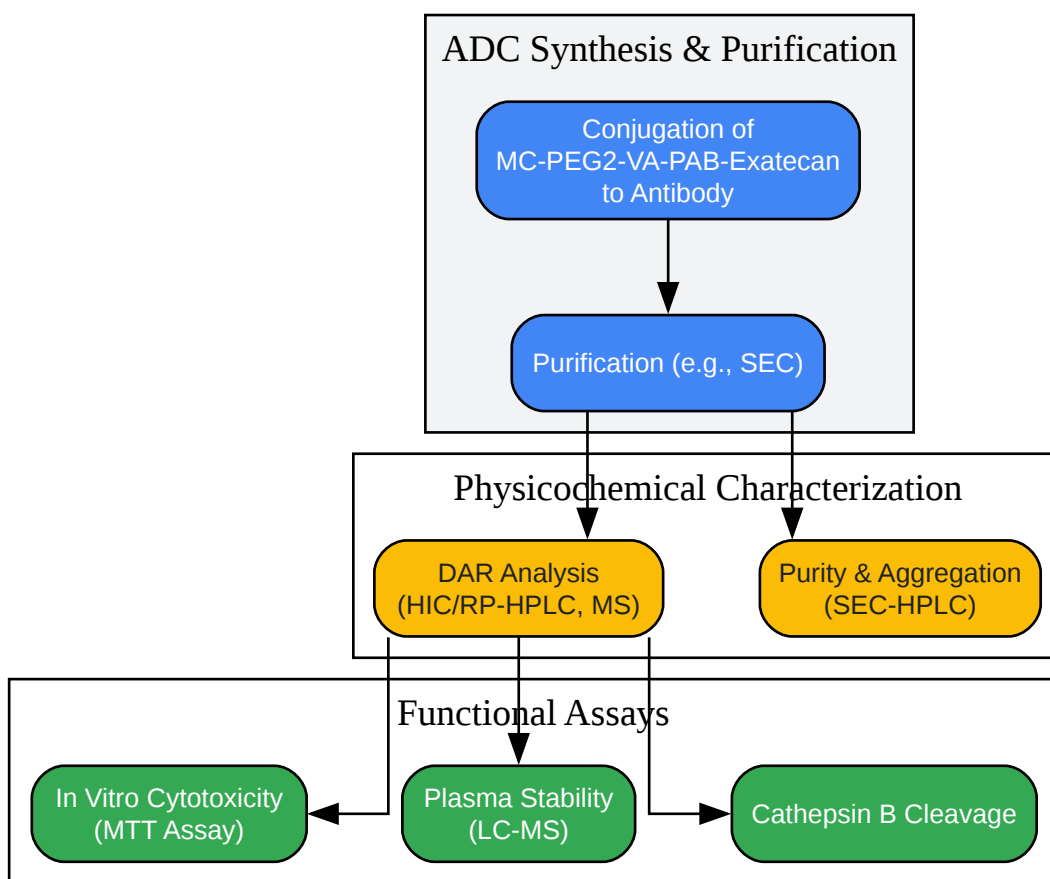 ADC Synthesis & Purification
Conjugation of
MC-PEG2-VA-PAB-Exatecan
to Antibody
Purification (e.g., SEC)
Physicochemical Characterization
DAR Analysis
(HIC/RP-HPLC, MS)
Purity & Aggregation
(SEC-HPLC)
Functional Assays
In Vitro Cytotoxicity
(MTT Assay)
Plasma Stability
(LC-MS)
Cathepsin B Cleavage